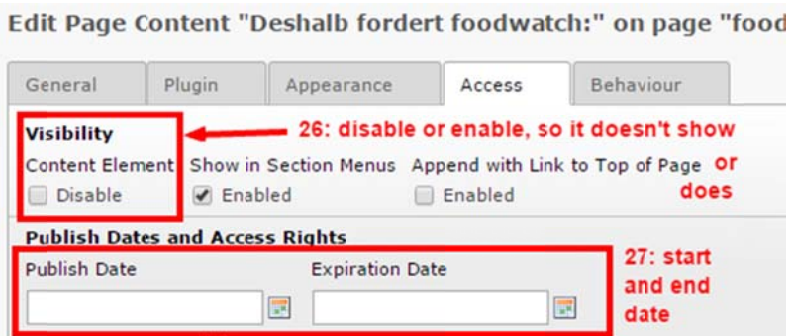 Edit Page Content "Deshalb fordert foodwatch:" on page "food
General Plugin Appearance Access Behaviour
Visibility
26: disable or enable, so it doesn't show
Content Element Show in Section Menus Append with Link to Top of Page or
Disable Enabled Enabled does
Publish Dates and Access Rights
Publish Date Expiration Date
27: start
and end
date